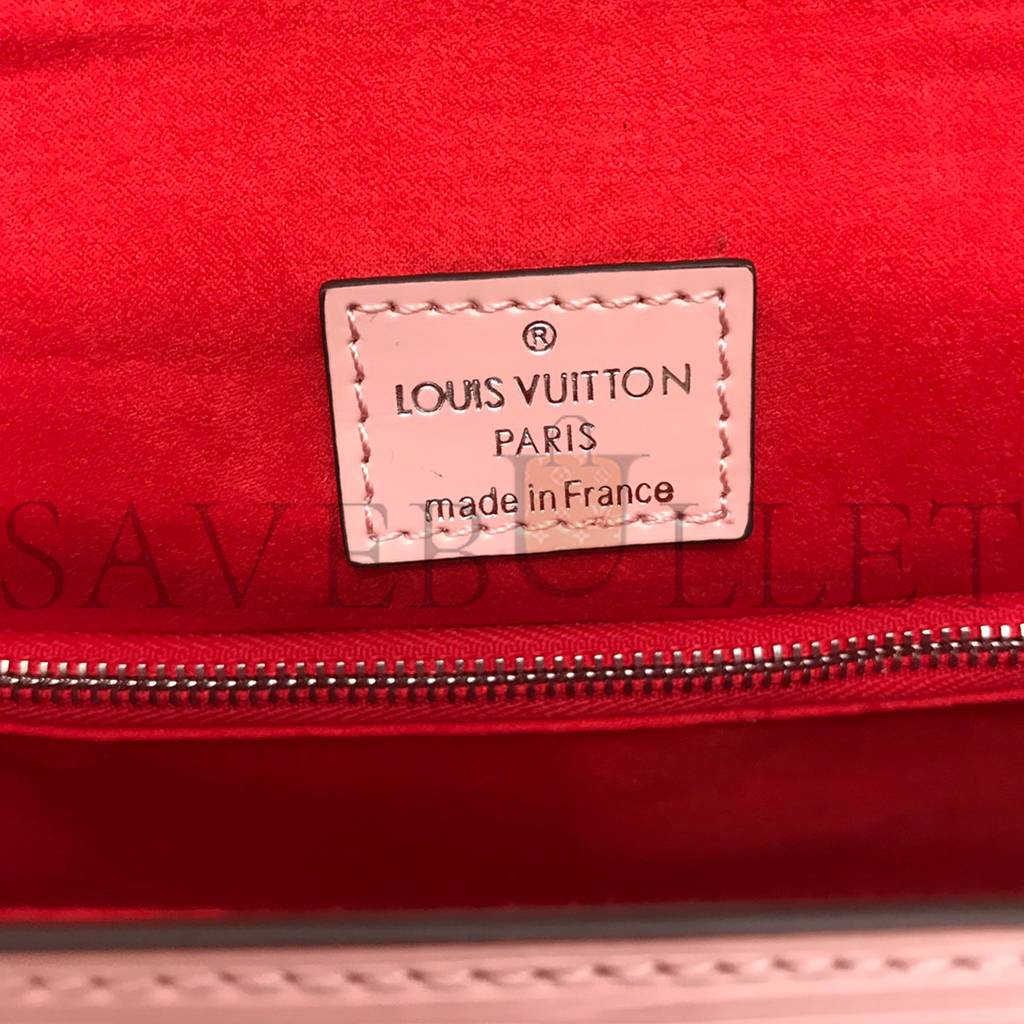 ®
LOUIS VUITTON
PARIS
made in France
SAVEBULLET